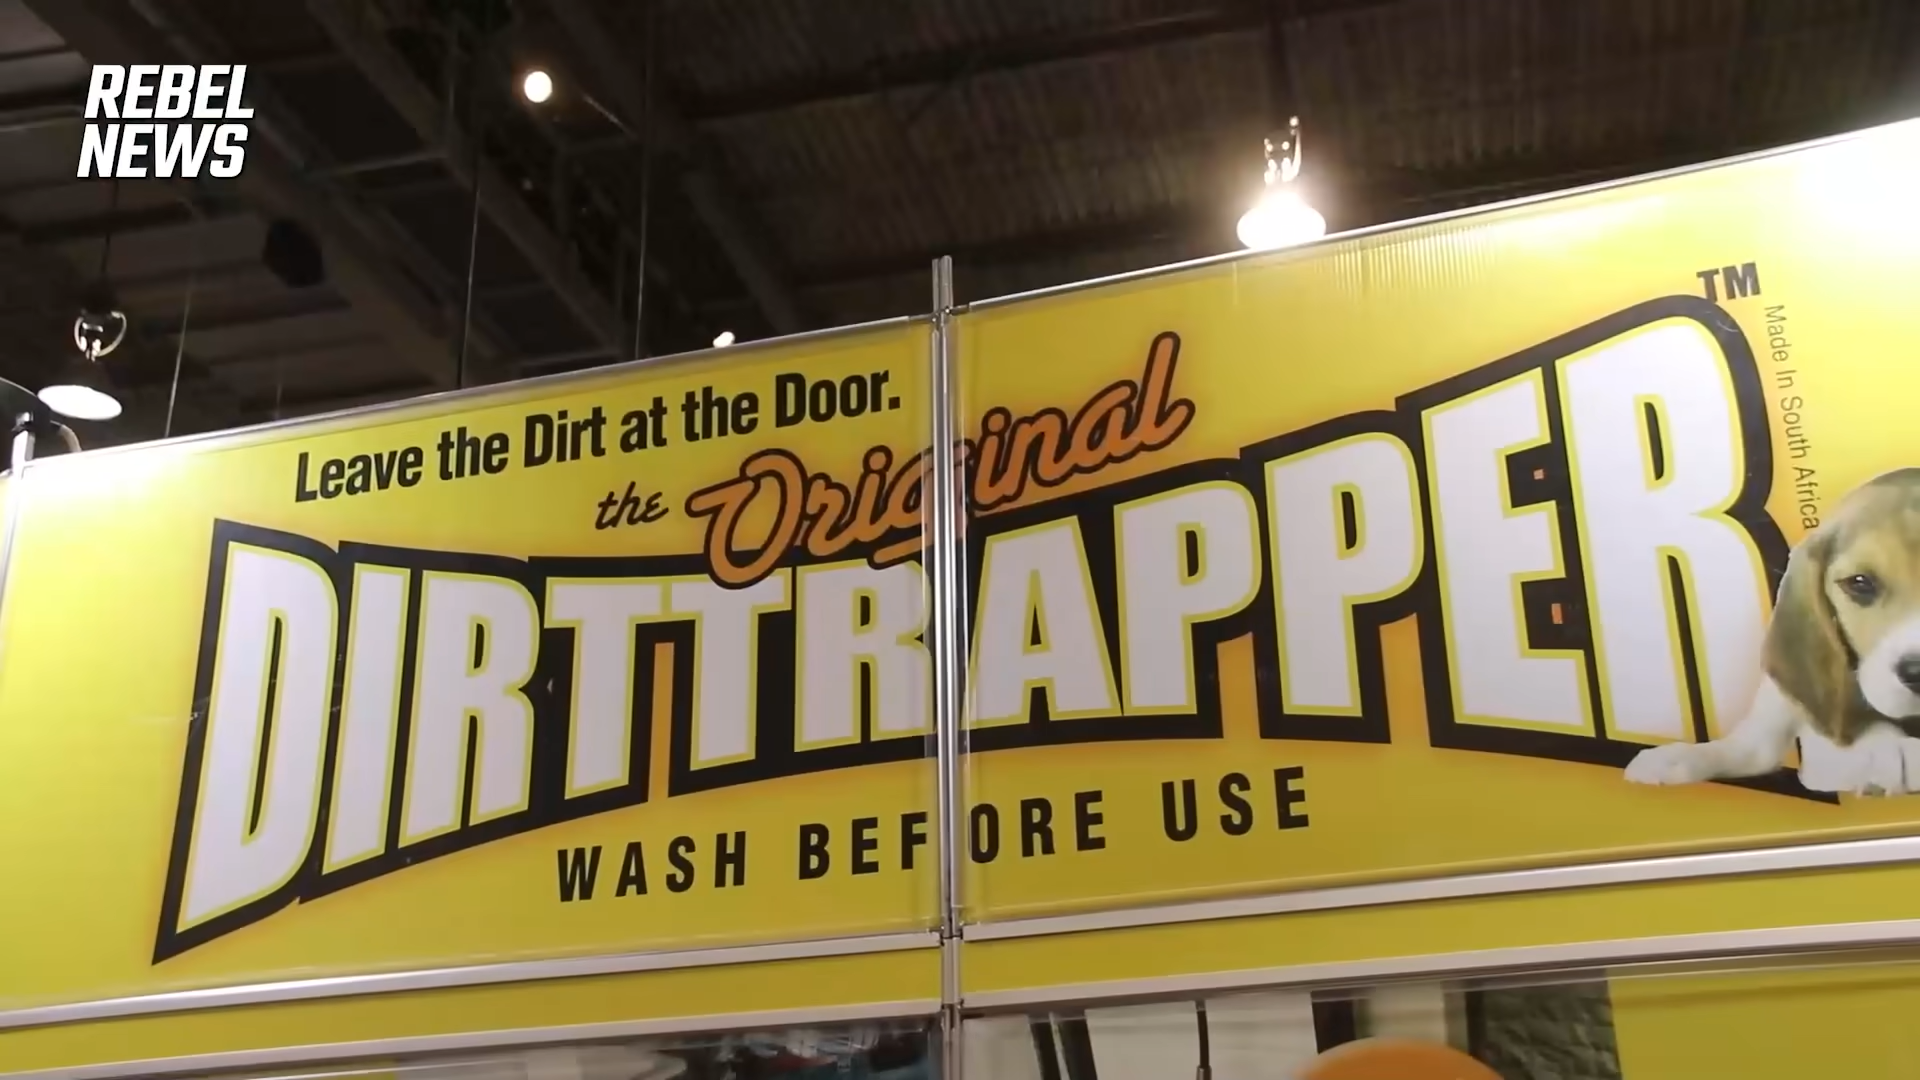 REBEL
NEWS
Leave the Dirt at the Door.
the Original
DIRTTRAPPER TM
Made In South Africa
WASH BEFORE USE